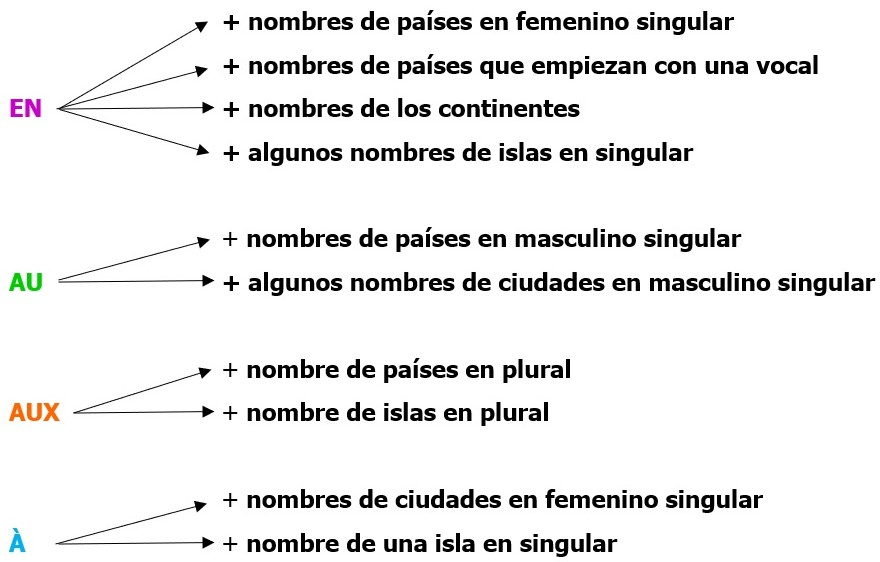 + nombres de países en femenino singular
+ nombres de países que empiezan con una vocal
EN + nombres de los continentes
+ algunos nombres de islas en singular
+ nombres de países en masculino singular
AU + algunos nombres de ciudades en masculino singular
+ nombre de países en plural
AUX + nombre de islas en plural
+ nombres de ciudades en femenino singular
À + nombre de una isla en singular